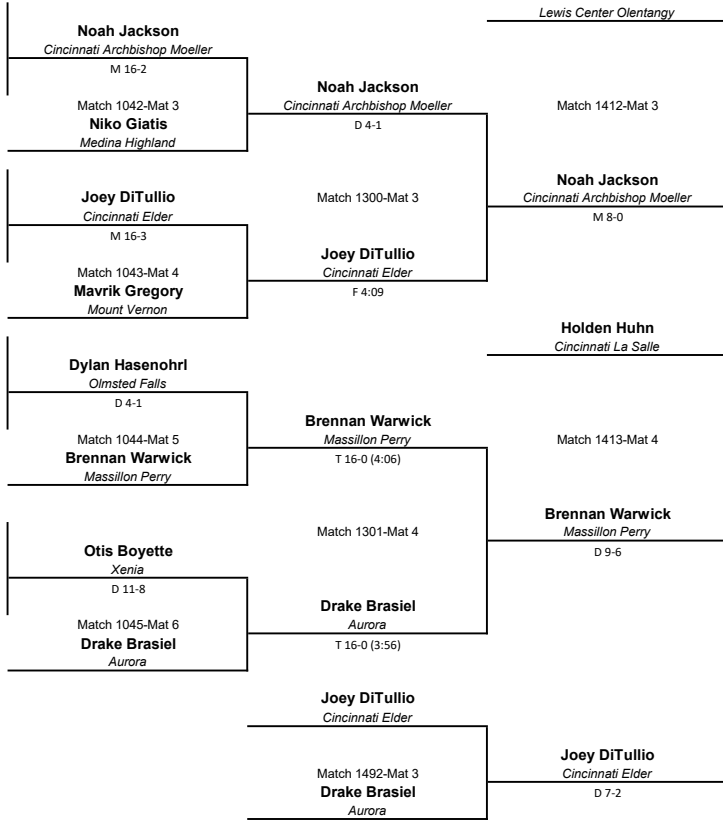 Lewis Center Olentangy
Noah Jackson
Cincinnati Archbishop Moeller
M 16-2
Match 1042-Mat 3
Niko Giatis
Medina Highland
Noah Jackson
Cincinnati Archbishop Moeller
D 4-1
Match 1412-Mat 3
Joey DiTullio
Cincinnati Elder
M 16-3
Match 1043-Mat 4
Mavrik Gregory
Mount Vernon
Match 1300-Mat 3
Joey DiTullio
Cincinnati Elder
F 4:09
Noah Jackson
Cincinnati Archbishop Moeller
M 8-0
Holden Huhn
Cincinnati La Salle
Dylan Hasenohrl
Olmsted Falls
D 4-1
Match 1044-Mat 5
Brennan Warwick
Massillon Perry
Brennan Warwick
Massillon Perry
T 16-0 (4:06)
Match 1413-Mat 4
Otis Boyette
Xenia
D 11-8
Match 1045-Mat 6
Drake Brasiel
Aurora
Match 1301-Mat 4
Drake Brasiel
Aurora
T 16-0 (3:56)
Brennan Warwick
Massillon Perry
D 9-6
Joey DiTullio
Cincinnati Elder
Match 1492-Mat 3
Drake Brasiel
Aurora
Joey DiTullio
Cincinnati Elder
D 7-2